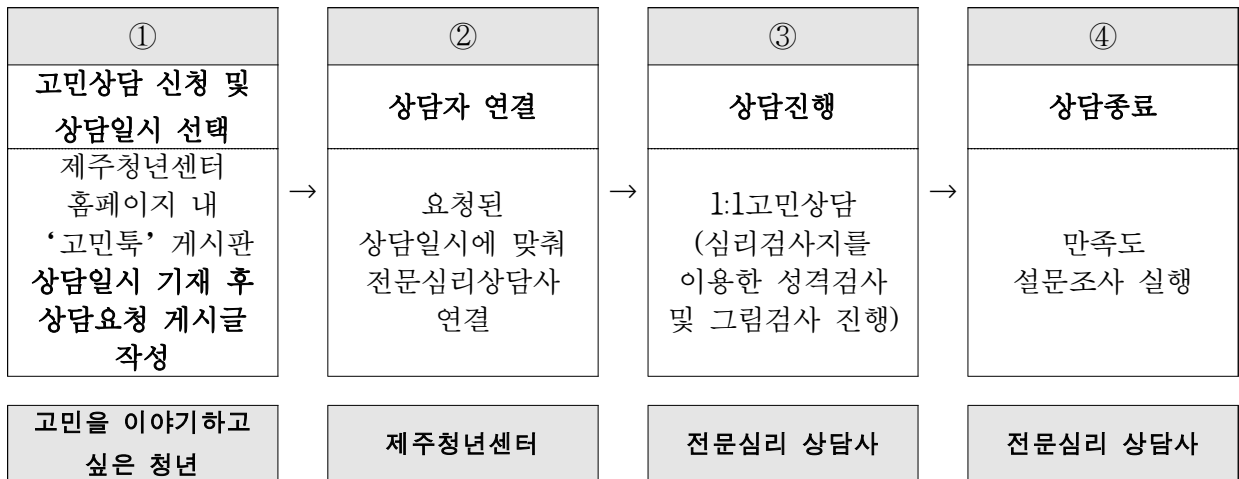 ①
고민상담 신청 및
상담일시 선택
제주청년센터
홈페이지 내
‘고민툭’ 게시판
상담일시 기재 후
상담요청 게시글
작성
고민을 이야기하고
싶은 청년
→
②
상담자 연결
요청된
상담일시에 맞춰
전문심리상담사
연결
제주청년센터
→
③
상담진행
1:1고민상담
(심리검사지를
이용한 성격검사
및 그림검사 진행)
전문심리 상담사
→
④
상담종료
만족도
설문조사 실행
전문심리 상담사